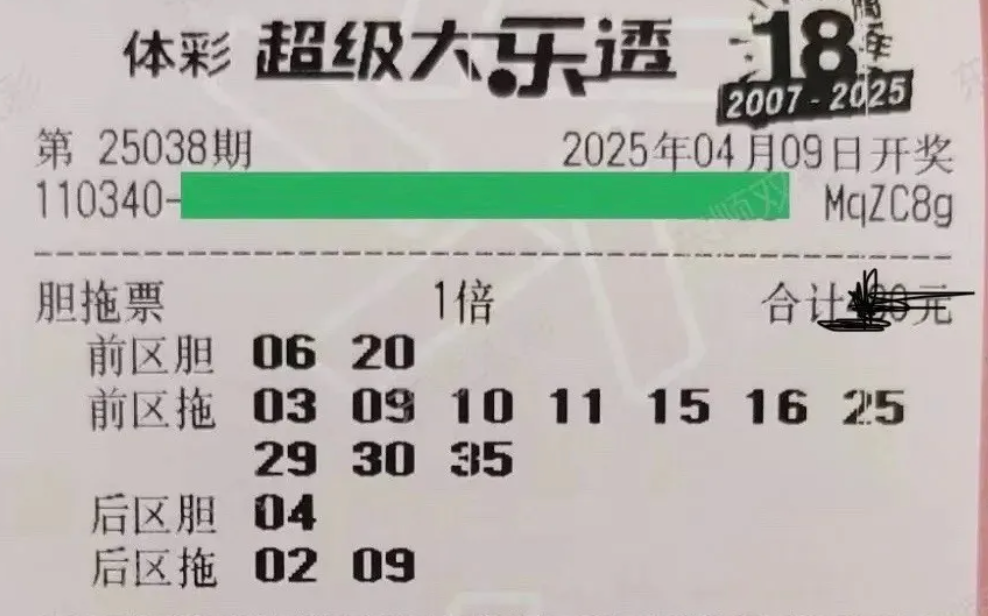 体彩 超级大乐透 18周年
2007-2025
第 25038期 2025年04月09日开奖
110340- MqZC8g
胆拖票 1倍 合计 元
前区胆 06 20
前区拖 03 09 10 11 15 16 25
29 30 35
后区胆 04
后区拖 02 09